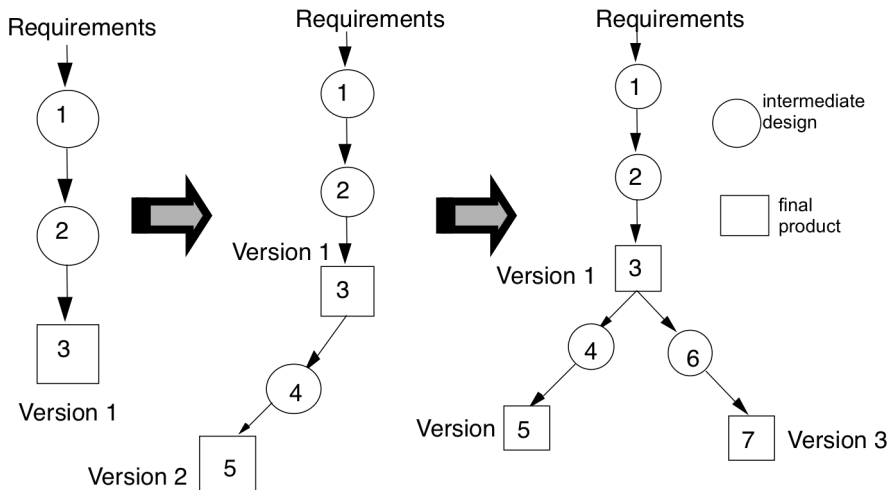 Requirements
1
2
3
Version 1
Requirements
1
2
Version 1
3
4
Version 2
5
Requirements
1
2
Version 1
3
4
6
Version
5
7
Version 3
intermediate
design
final
product